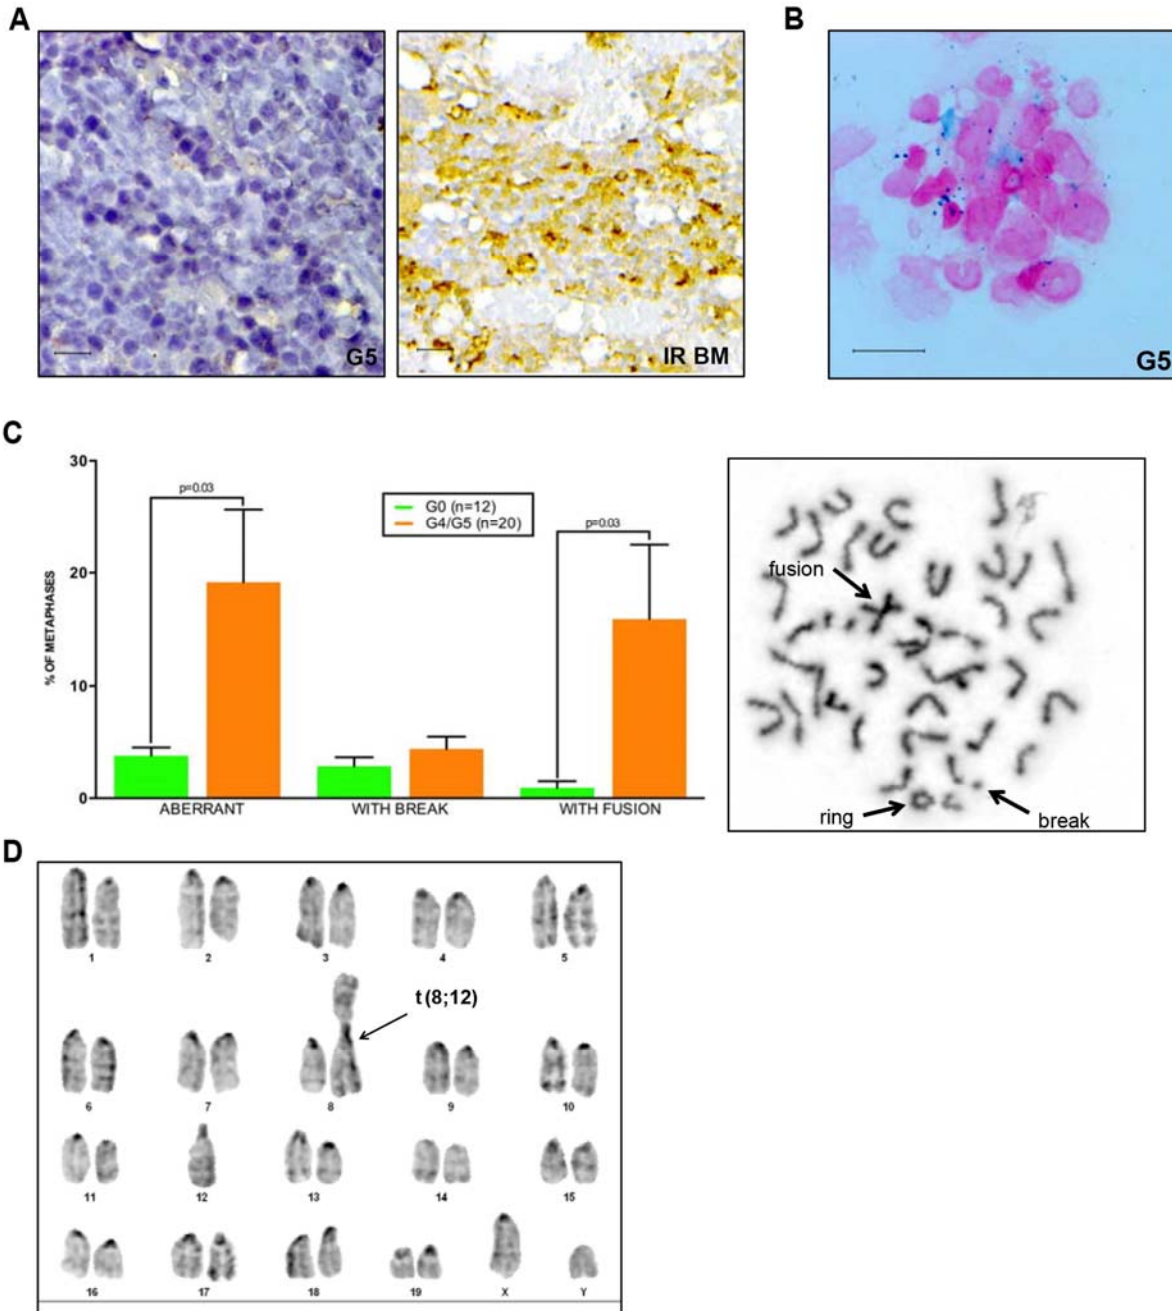 A
G5
IR BM
B
G5
C
30
20
10
0
% OF METAPHASES
p=0.03
G0 (n=12)
G4/G5 (n=20)
p=0.03
ABERRANT
WITH BREAK
WITH FUSION
fusion
ring
break
D
1 2 3 4 5
t(8;12)
6 7 8 9 10
11 12 13 14 15
16 17 18 19 X Y